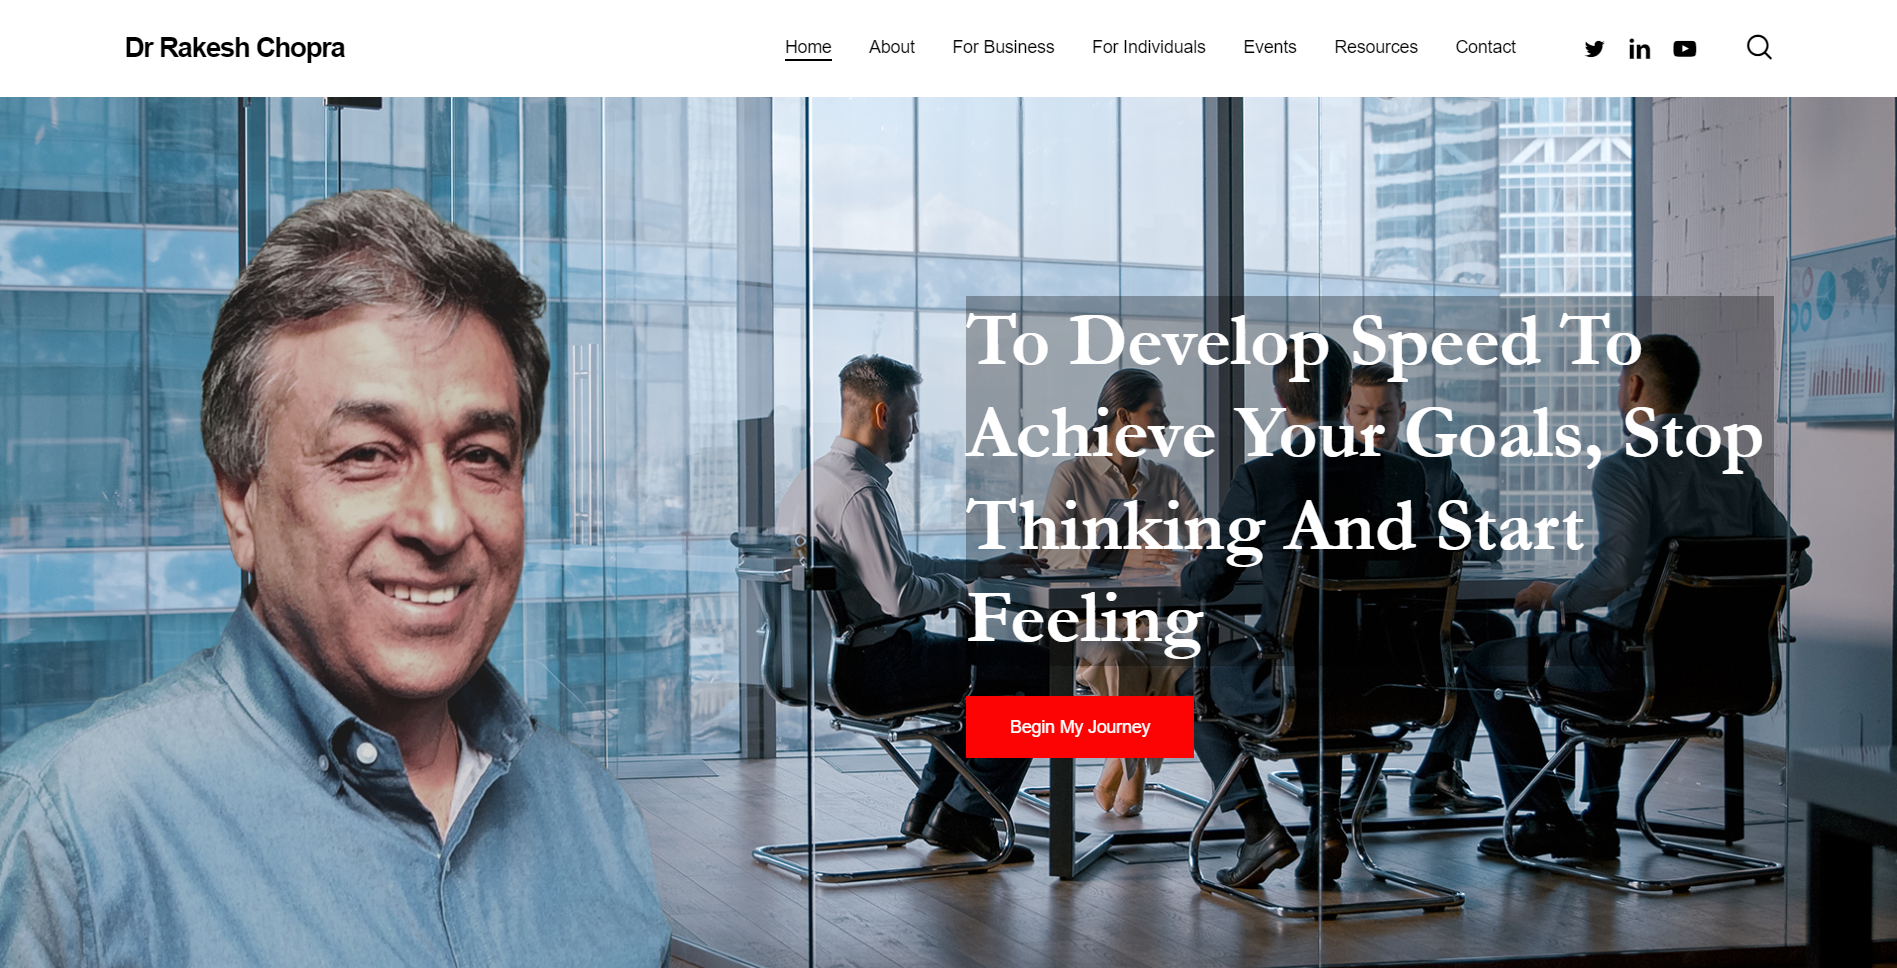 Dr Rakesh Chopra
Home About For Business For Individuals Events Resources Contact
To Develop Speed To
Achieve Your Goals, Stop
Thinking And Start
Feeling
Begin My Journey